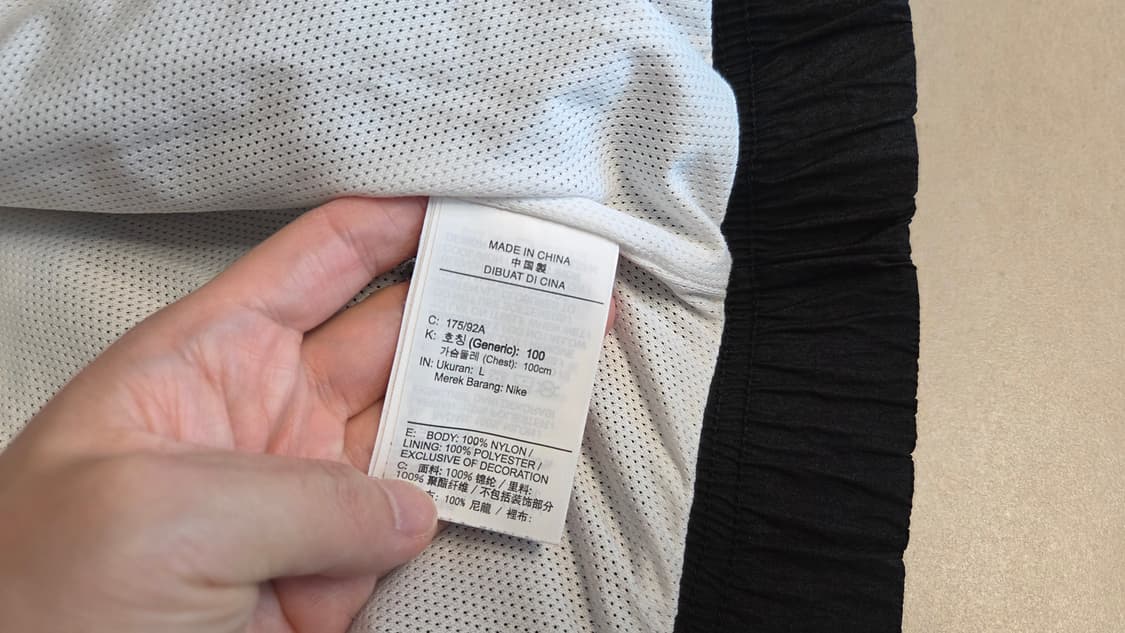 MADE IN CHINA
中国製
DIBUAT DI CINA
C: 175/92A
K: 호칭 (Generic): 100
가슴둘레 (Chest): 100cm
IN: Ukuran: L
Merek Barang: Nike
E: BODY: 100% NYLON /
LINING: 100% POLYESTER /
EXCLUSIVE OF DECORATION
C: 面料: 100% 锦纶 / 里料:
100% 聚酯纤维 / 不包括装饰部分
布: 100% 尼龍 / 裡布: